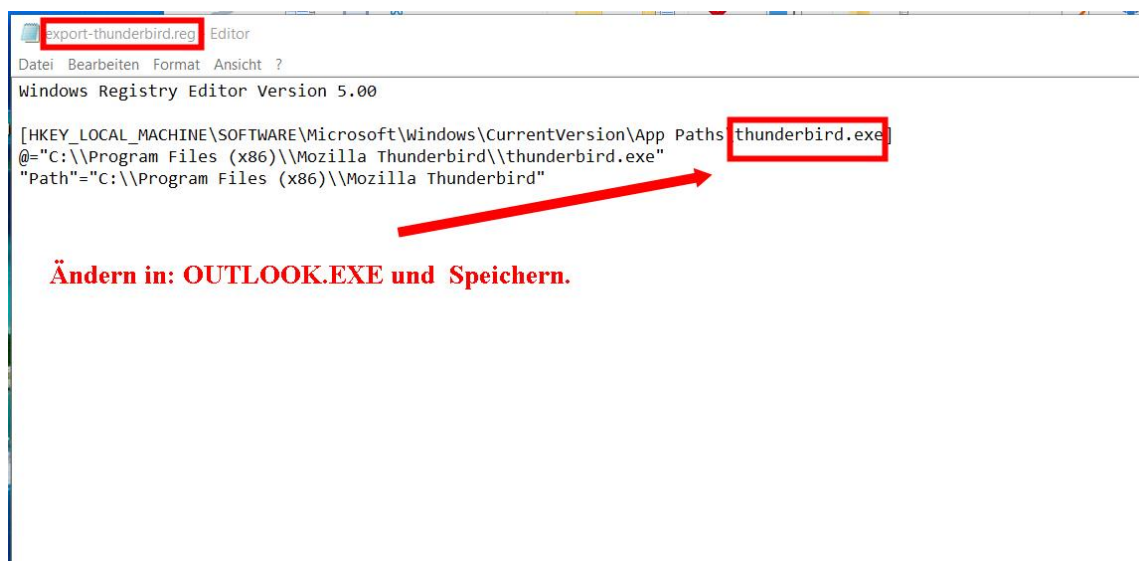 export-thunderbird.reg Editor
Datei Bearbeiten Format Ansicht ?
Windows Registry Editor Version 5.00
[HKEY_LOCAL_MACHINE\SOFTWARE\Microsoft\Windows\CurrentVersion\App Paths\thunderbird.exe]
@="C:\\Program Files (x86)\\Mozilla Thunderbird\\thunderbird.exe"
"Path"="C:\\Program Files (x86)\\Mozilla Thunderbird"
Ändern in: OUTLOOK.EXE und Speichern.